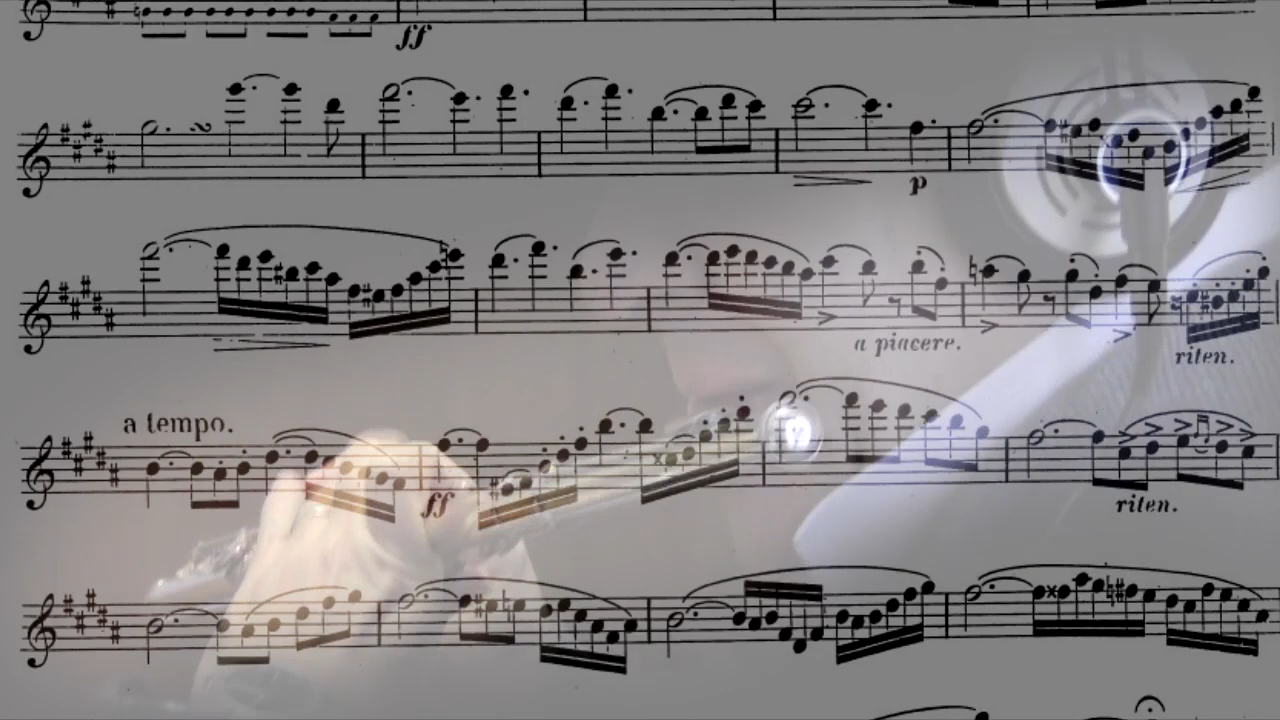 ff
p
a piacere.
riten.
a tempo.
ff
riten.